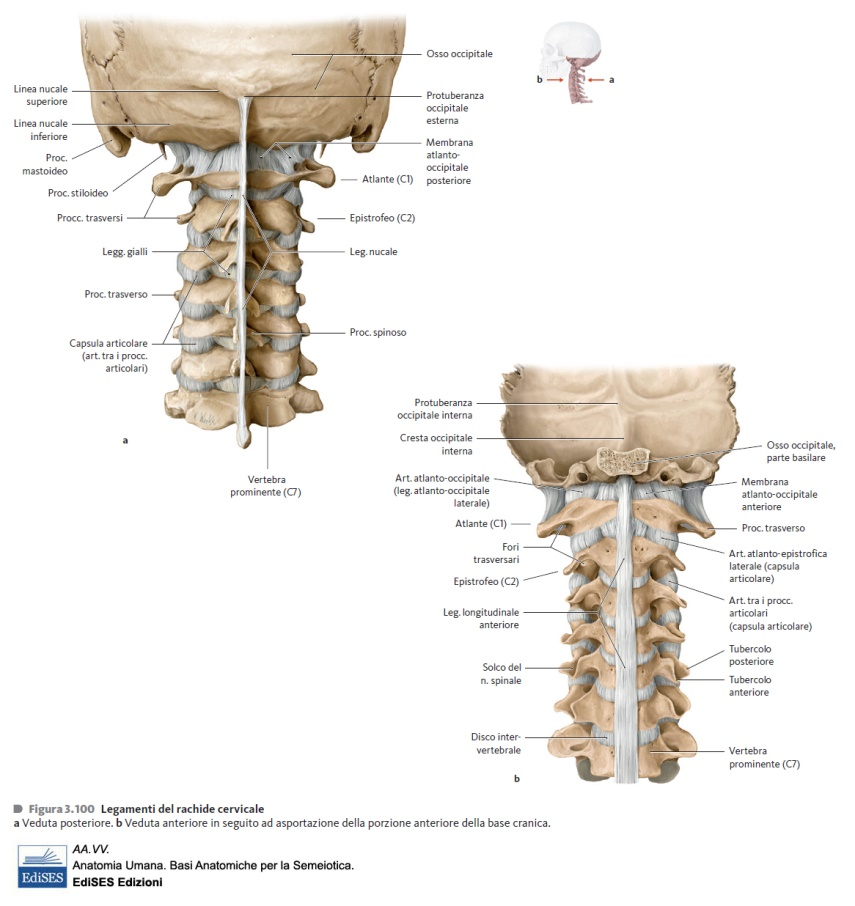 Osso occipitale
Linea nucale
superiore
Protuberanza
occipitale
esterna
Linea nucale
inferiore
Membrana
atlanto-
occipitale
posteriore
Proc.
mastoideo
Atlante (C1)
Proc. stiloideo
Procc. trasversi
Epistrofeo (C2)
Legg. gialli
Leg. nucale
Proc. trasverso
Proc. spinoso
Capsula articolare
(art. tra i procc.
articolari)
a
Vertebra
prominente (C7)
b
a
Protuberanza
occipitale interna
Cresta occipitale
interna
Osso occipitale,
parte basilare
Art. atlanto-occipitale
(leg. atlanto-occipitale
laterale)
Membrana
atlanto-occipitale
anteriore
Atlante (C1)
Proc. trasverso
Fori
trasversari
Art. atlanto-epistrofica
laterale (capsula
articolare)
Epistrofeo (C2)
Art. tra i procc.
articolari
(capsula articolare)
Leg. longitudinale
anteriore
Tubercolo
posteriore
Solco del
n. spinale
Tubercolo
anteriore
Disco inter-
vertebrale
Vertebra
prominente (C7)
b
Figura 3.100 Legamenti del rachide cervicale
a Veduta posteriore. b Veduta anteriore in seguito ad asportazione della porzione anteriore della base cranica.
AA.VV.
Anatomia Umana. Basi Anatomiche per la Semeiotica.
EdiSES Edizioni
EdiSES